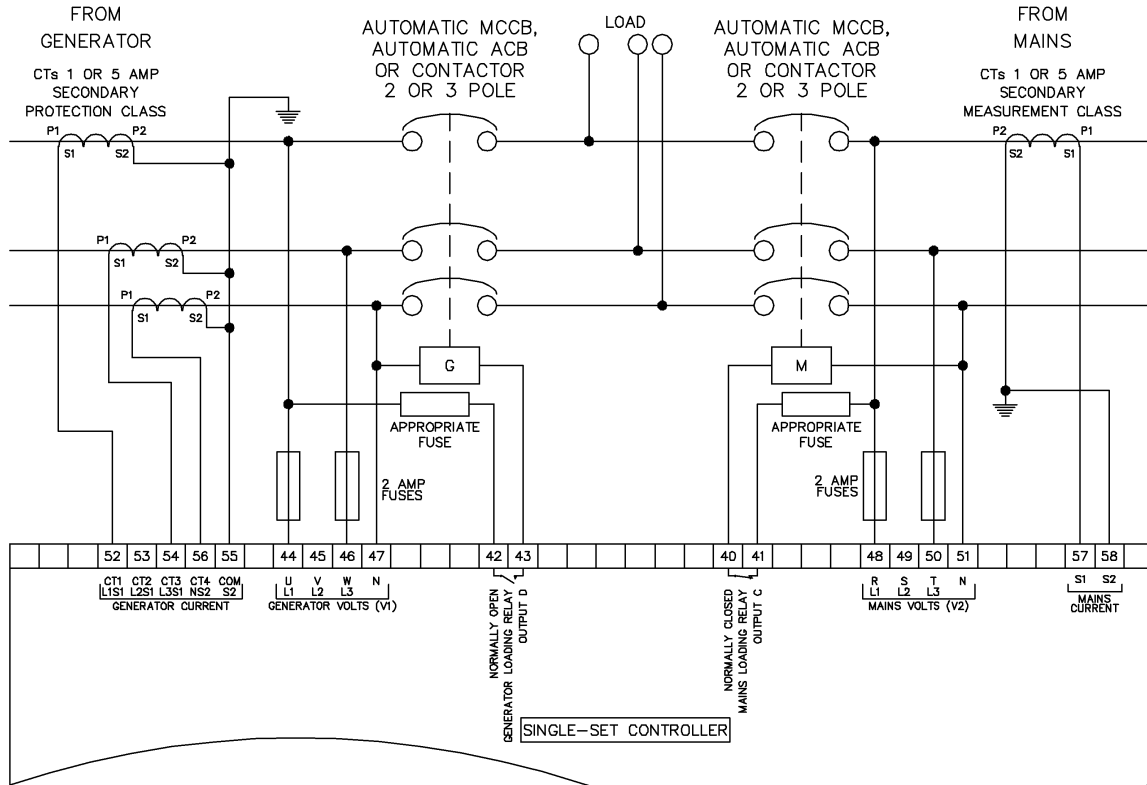 FROM
GENERATOR
CTs 1 OR 5 AMP
SECONDARY
PROTECTION CLASS
AUTOMATIC MCCB,
AUTOMATIC ACB
OR CONTACTOR
2 OR 3 POLE
LOAD
AUTOMATIC MCCB,
AUTOMATIC ACB
OR CONTACTOR
2 OR 3 POLE
FROM
MAINS
CTs 1 OR 5 AMP
SECONDARY
MEASUREMENT CLASS
P1 P2
S1 S2
P2 P1
S2 S1
P1 P2
S1 S2
P1 P2
S1 S2
G
M
APPROPRIATE
FUSE
APPROPRIATE
FUSE
2 AMP
FUSES
2 AMP
FUSES
52 53 54 56 55 44 45 46 47 42 43 40 41 48 49 50 51 57 58
CT1 CT2 CT3 CT4 COM
L1S1 L2S1 L3S1 NS2 S2
GENERATOR CURRENT
U V W N
L1 L2 L3
GENERATOR VOLTS (V1)
NORMALLY OPEN
GENERATOR LOADING RELAY
OUTPUT D
NORMALLY CLOSED
MAINS LOADING RELAY
OUTPUT C
R S T N
L1 L2 L3
MAINS VOLTS (V2)
S1 S2
MAINS
CURRENT
SINGLE-SET CONTROLLER